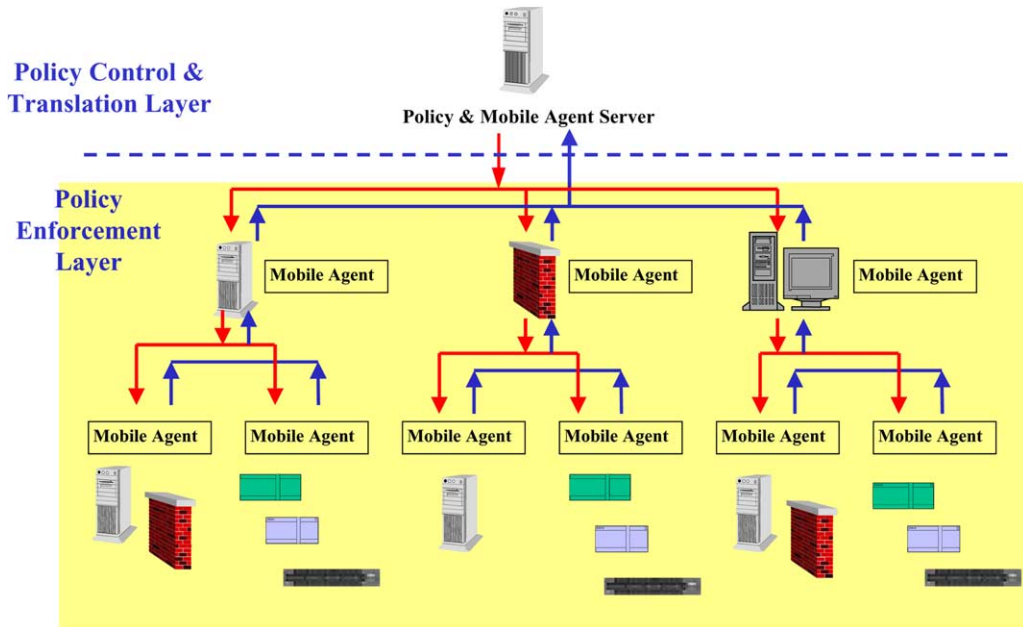 Policy Control &
Translation Layer
Policy & Mobile Agent Server
Policy
Enforcement
Layer
Mobile Agent
Mobile Agent
Mobile Agent
Mobile Agent
Mobile Agent
Mobile Agent
Mobile Agent
Mobile Agent
Mobile Agent